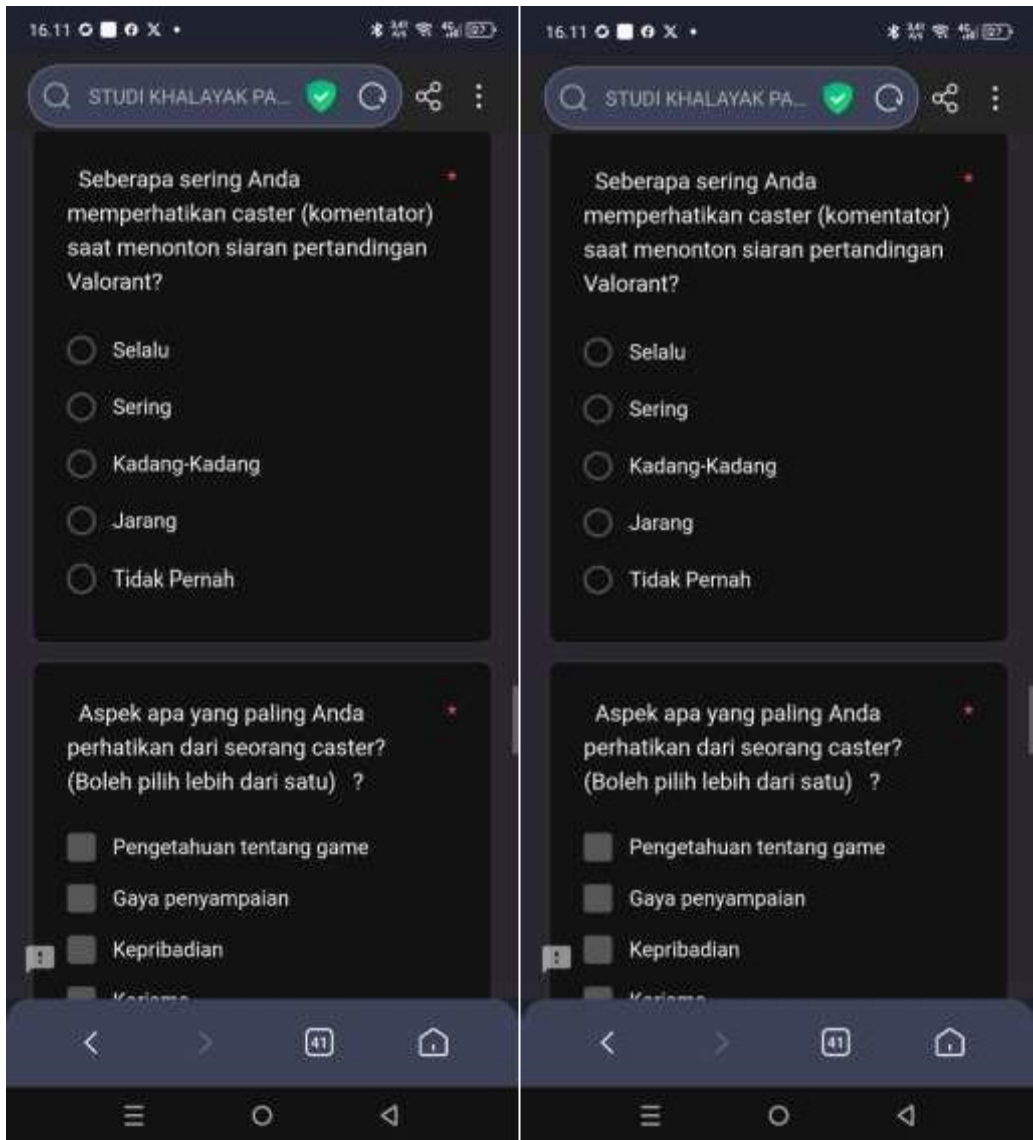 16.11
STUDI KHALAYAK PA...
Seberapa sering Anda *
memperhatikan caster (komentator)
saat menonton siaran pertandingan
Valorant?
Selalu
Sering
Kadang-Kadang
Jarang
Tidak Pernah
Aspek apa yang paling Anda *
perhatikan dari seorang caster?
(Boleh pilih lebih dari satu) ?
Pengetahuan tentang game
Gaya penyampaian
Kepribadian
41
16.11
STUDI KHALAYAK PA...
Seberapa sering Anda *
memperhatikan caster (komentator)
saat menonton siaran pertandingan
Valorant?
Selalu
Sering
Kadang-Kadang
Jarang
Tidak Pernah
Aspek apa yang paling Anda *
perhatikan dari seorang caster?
(Boleh pilih lebih dari satu) ?
Pengetahuan tentang game
Gaya penyampaian
Kepribadian
41